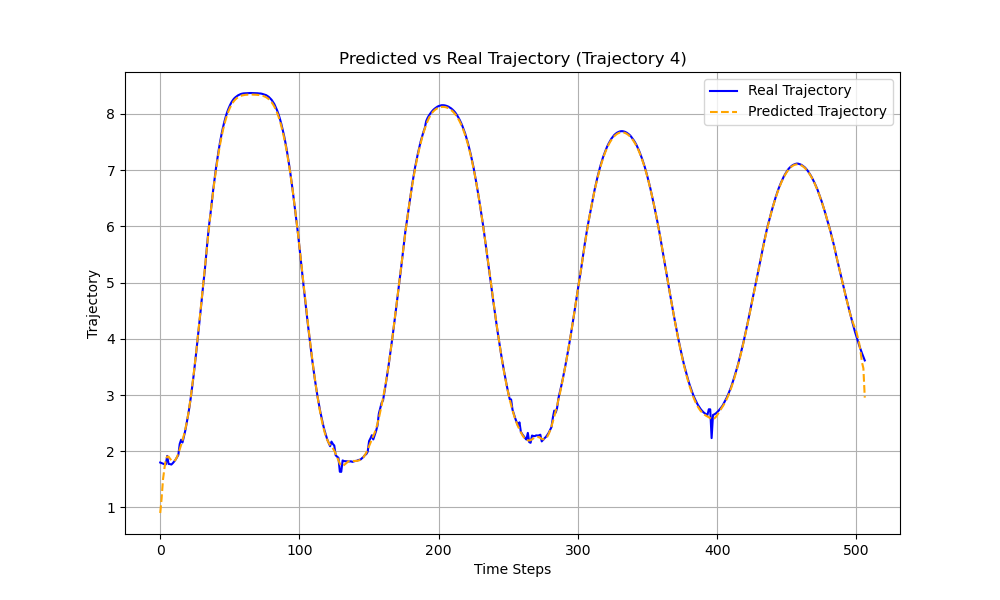 Predicted vs Real Trajectory (Trajectory 4)
Real Trajectory
Predicted Trajectory
Trajectory
8
7
6
5
4
3
2
1
0 100 200 300 400 500
Time Steps